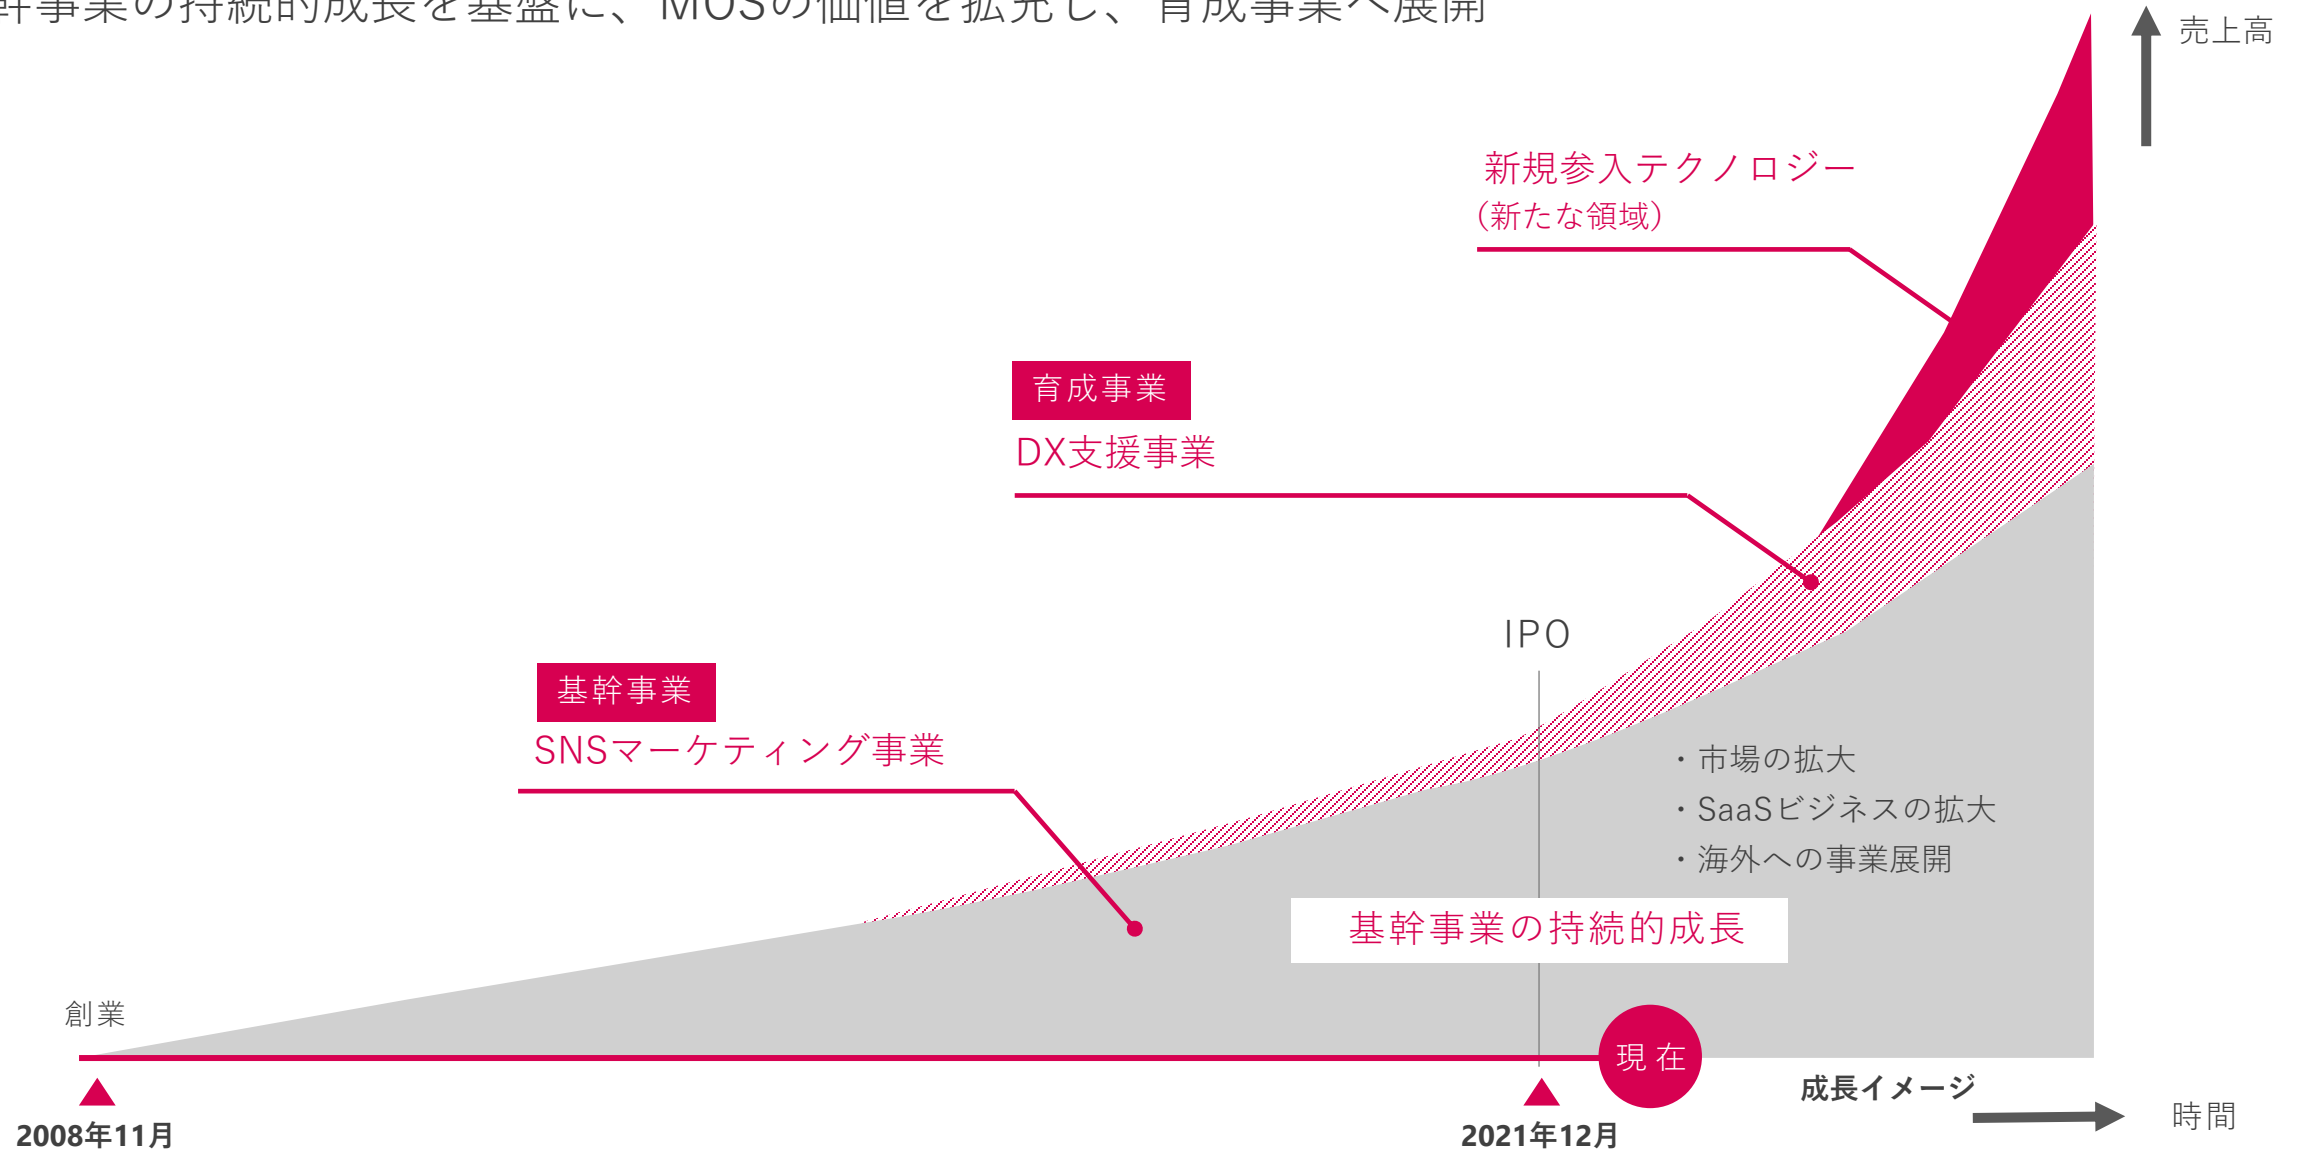 幹事業の持続的成長を基盤に、MOSの価値を拡充し、育成事業へ展開
売上高
新規参入テクノロジー
(新たな領域)
育成事業
DX支援事業
IPO
基幹事業
SNSマーケティング事業
・市場の拡大
・SaaSビジネスの拡大
・海外への事業展開
基幹事業の持続的成長
創業
現在
成長イメージ
時間
2008年11月
2021年12月